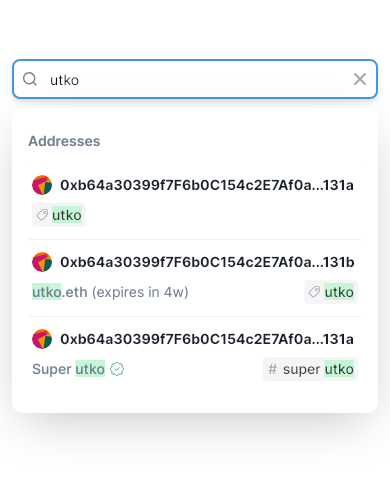 utko
Addresses
0xb64a30399f7F6b0C154c2E7Af0a...131a
utko
0xb64a30399f7F6b0C154c2E7Af0a...131b
utko.eth (expires in 4w) utko
0xb64a30399f7F6b0C154c2E7Af0a...131a
Super utko # super utko